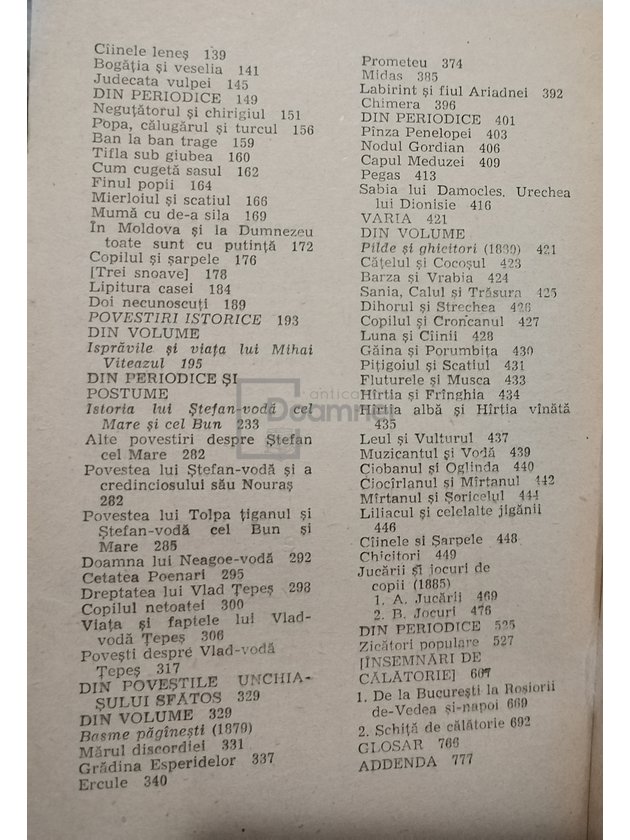 Cîinele leneș 139
Bogăția și veselia 141
Judecata vulpei 145
DIN PERIODICE 149
Neguțătorul și chirigiul 151
Popa, călugărul și turcul 156
Ban la ban trage 159
Tifla sub giubea 160
Cum cugetă sasul 162
Finul popii 164
Mierloiul și scatiul 166
Mumă cu de-a sila 169
În Moldova și la Dumnezeu
toate sunt cu putință 172
Copilul și șarpele 176
[Trei snoave] 178
Lipitura casei 184
Doi necunoscuți 189
POVESTIRI ISTORICE 193
DIN VOLUME
Isprăvile și viața lui Mihai
Viteazul 195
DIN PERIODICE ȘI
POSTUME
Istoria lui Ștefan-vodă cel
Mare și cel Bun 233
Alte povestiri despre Ștefan
cel Mare 282
Povestea lui Ștefan-vodă și a
credinciosului său Nouraș
282
Povestea lui Tolpa țiganul și
Ștefan-vodă cel Bun și
Mare 285
Doamna lui Neagoe-vodă 292
Cetatea Poenari 295
Dreptatea lui Vlad Țepeș 298
Copilul netoatei 300
Viața și faptele lui Vlad-
vodă Țepeș 306
Povești despre Vlad-vodă
Țepeș 317
DIN POVEȘTILE UNCHIA-
ȘULUI SFĂTOS 329
DIN VOLUME 329
Basme păgînești (1879)
Mărul discordiei 331
Grădina Esperidelor 337
Ercule 340
Prometeu 374
Midas 385
Labirint și fiul Ariadnei 392
Chimera 396
DIN PERIODICE 401
Pînza Penelopei 403
Nodul Gordian 406
Capul Meduzei 409
Pegas 413
Sabia lui Damocles. Urechea
lui Dionisie 416
VARIA 421
DIN VOLUME
Pilde și ghicitori (1880) 421
Cățelul și Cocoșul 423
Barza și Vrabia 424
Sania, Calul și Trăsura 425
Dihorul și Strechea 426
Copilul și Croncanul 427
Luna și Cîinii 428
Găina și Porumbița 430
Pițigoiul și Scatiul 431
Fluturele și Musca 433
Hîrtia și Frînghia 434
Hîrtia albă și Hîrtia vînătă
435
Leul și Vulturul 437
Muzicantul și Vodă 439
Ciobanul și Oglinda 440
Ciocîrlanul și Mîrtanul 442
Mîrtanul și Șoricelul 444
Liliacul și celelalte jigănii
446
Cîinele și Șarpele 448
Chicitori 449
Jucării și jocuri de
copii (1885)
1. A. Jucării 469
2. B. Jocuri 476
DIN PERIODICE 525
Zicători populare 527
[ÎNSEMNĂRI DE
CĂLĂTORIE] 667
1. De la București la Roșiorii
de-Vedea și-napoi 669
2. Schiță de călătorie 692
GLOSAR 766
ADDENDA 777